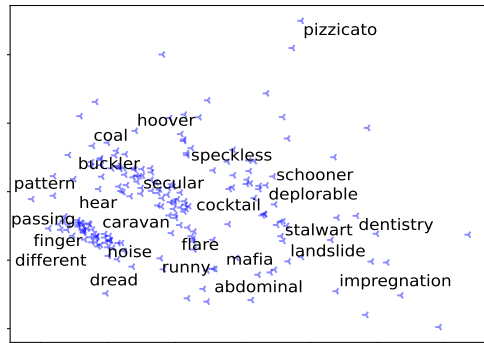 pizzicato
hoover
coal
speckless
buckler
schooner
pattern
secular
deplorable
hear
cocktail
passing
caravan
dentistry
stalwart
finger
flare
noise
landslide
different
mafia
runny
dread
impregnation
abdominal